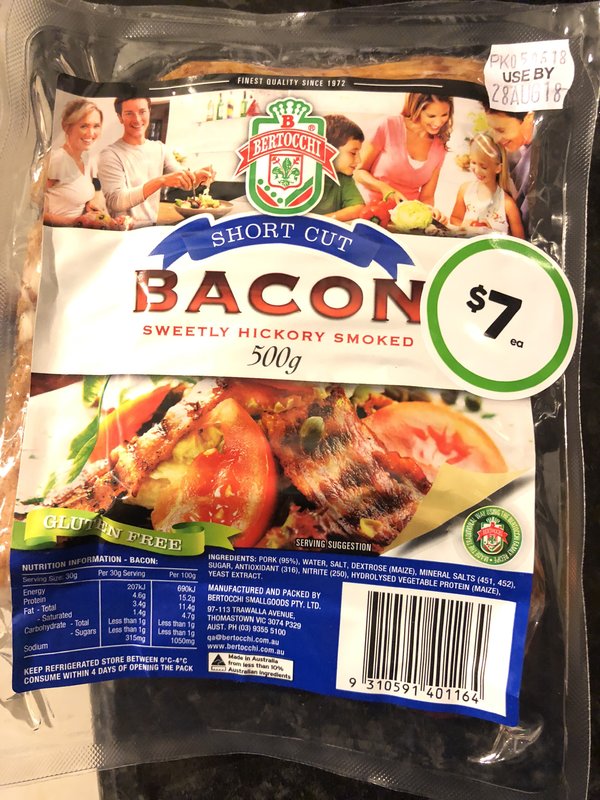 PK050618
USE BY
28AUG18
FINEST QUALITY SINCE 1972
B
BERTOCCHI
SHORT CUT
BACON
SWEETLY HICKORY SMOKED
500g
$7
ea
GLUTEN FREE
SERVING SUGGESTION
NUTRITION INFORMATION - BACON:
Serving Size: 30g Per 30g Serving Per 100g
Energy 207KJ 690kJ
Protein 4.6g 15.2g
Fat - Total 3.4g 11.4g
- Saturated 1.4g 4.7g
Carbohydrate - Total Less than 1g Less than 1g
- Sugars Less than 1g Less than 1g
Sodium 315mg 1050mg
KEEP REFRIGERATED STORE BETWEEN 0°C-4°C
CONSUME WITHIN 4 DAYS OF OPENING THE PACK
INGREDIENTS: PORK (95%), WATER, SALT, DEXTROSE (MAIZE), MINERAL SALTS (451, 452),
SUGAR, ANTIOXIDANT (316), NITRITE (250), HYDROLYSED VEGETABLE PROTEIN (MAIZE),
YEAST EXTRACT.
MANUFACTURED AND PACKED BY
BERTOCCHI SMALLGOODS PTY. LTD.
97-113 TRAWALLA AVENUE,
THOMASTOWN VIC 3074 P329
AUST. PH (03) 9355 5100
qa@bertocchi.com.au
www.bertocchi.com.au
Made in Australia
from less than 10%
Australian ingredients
9 310591 401164